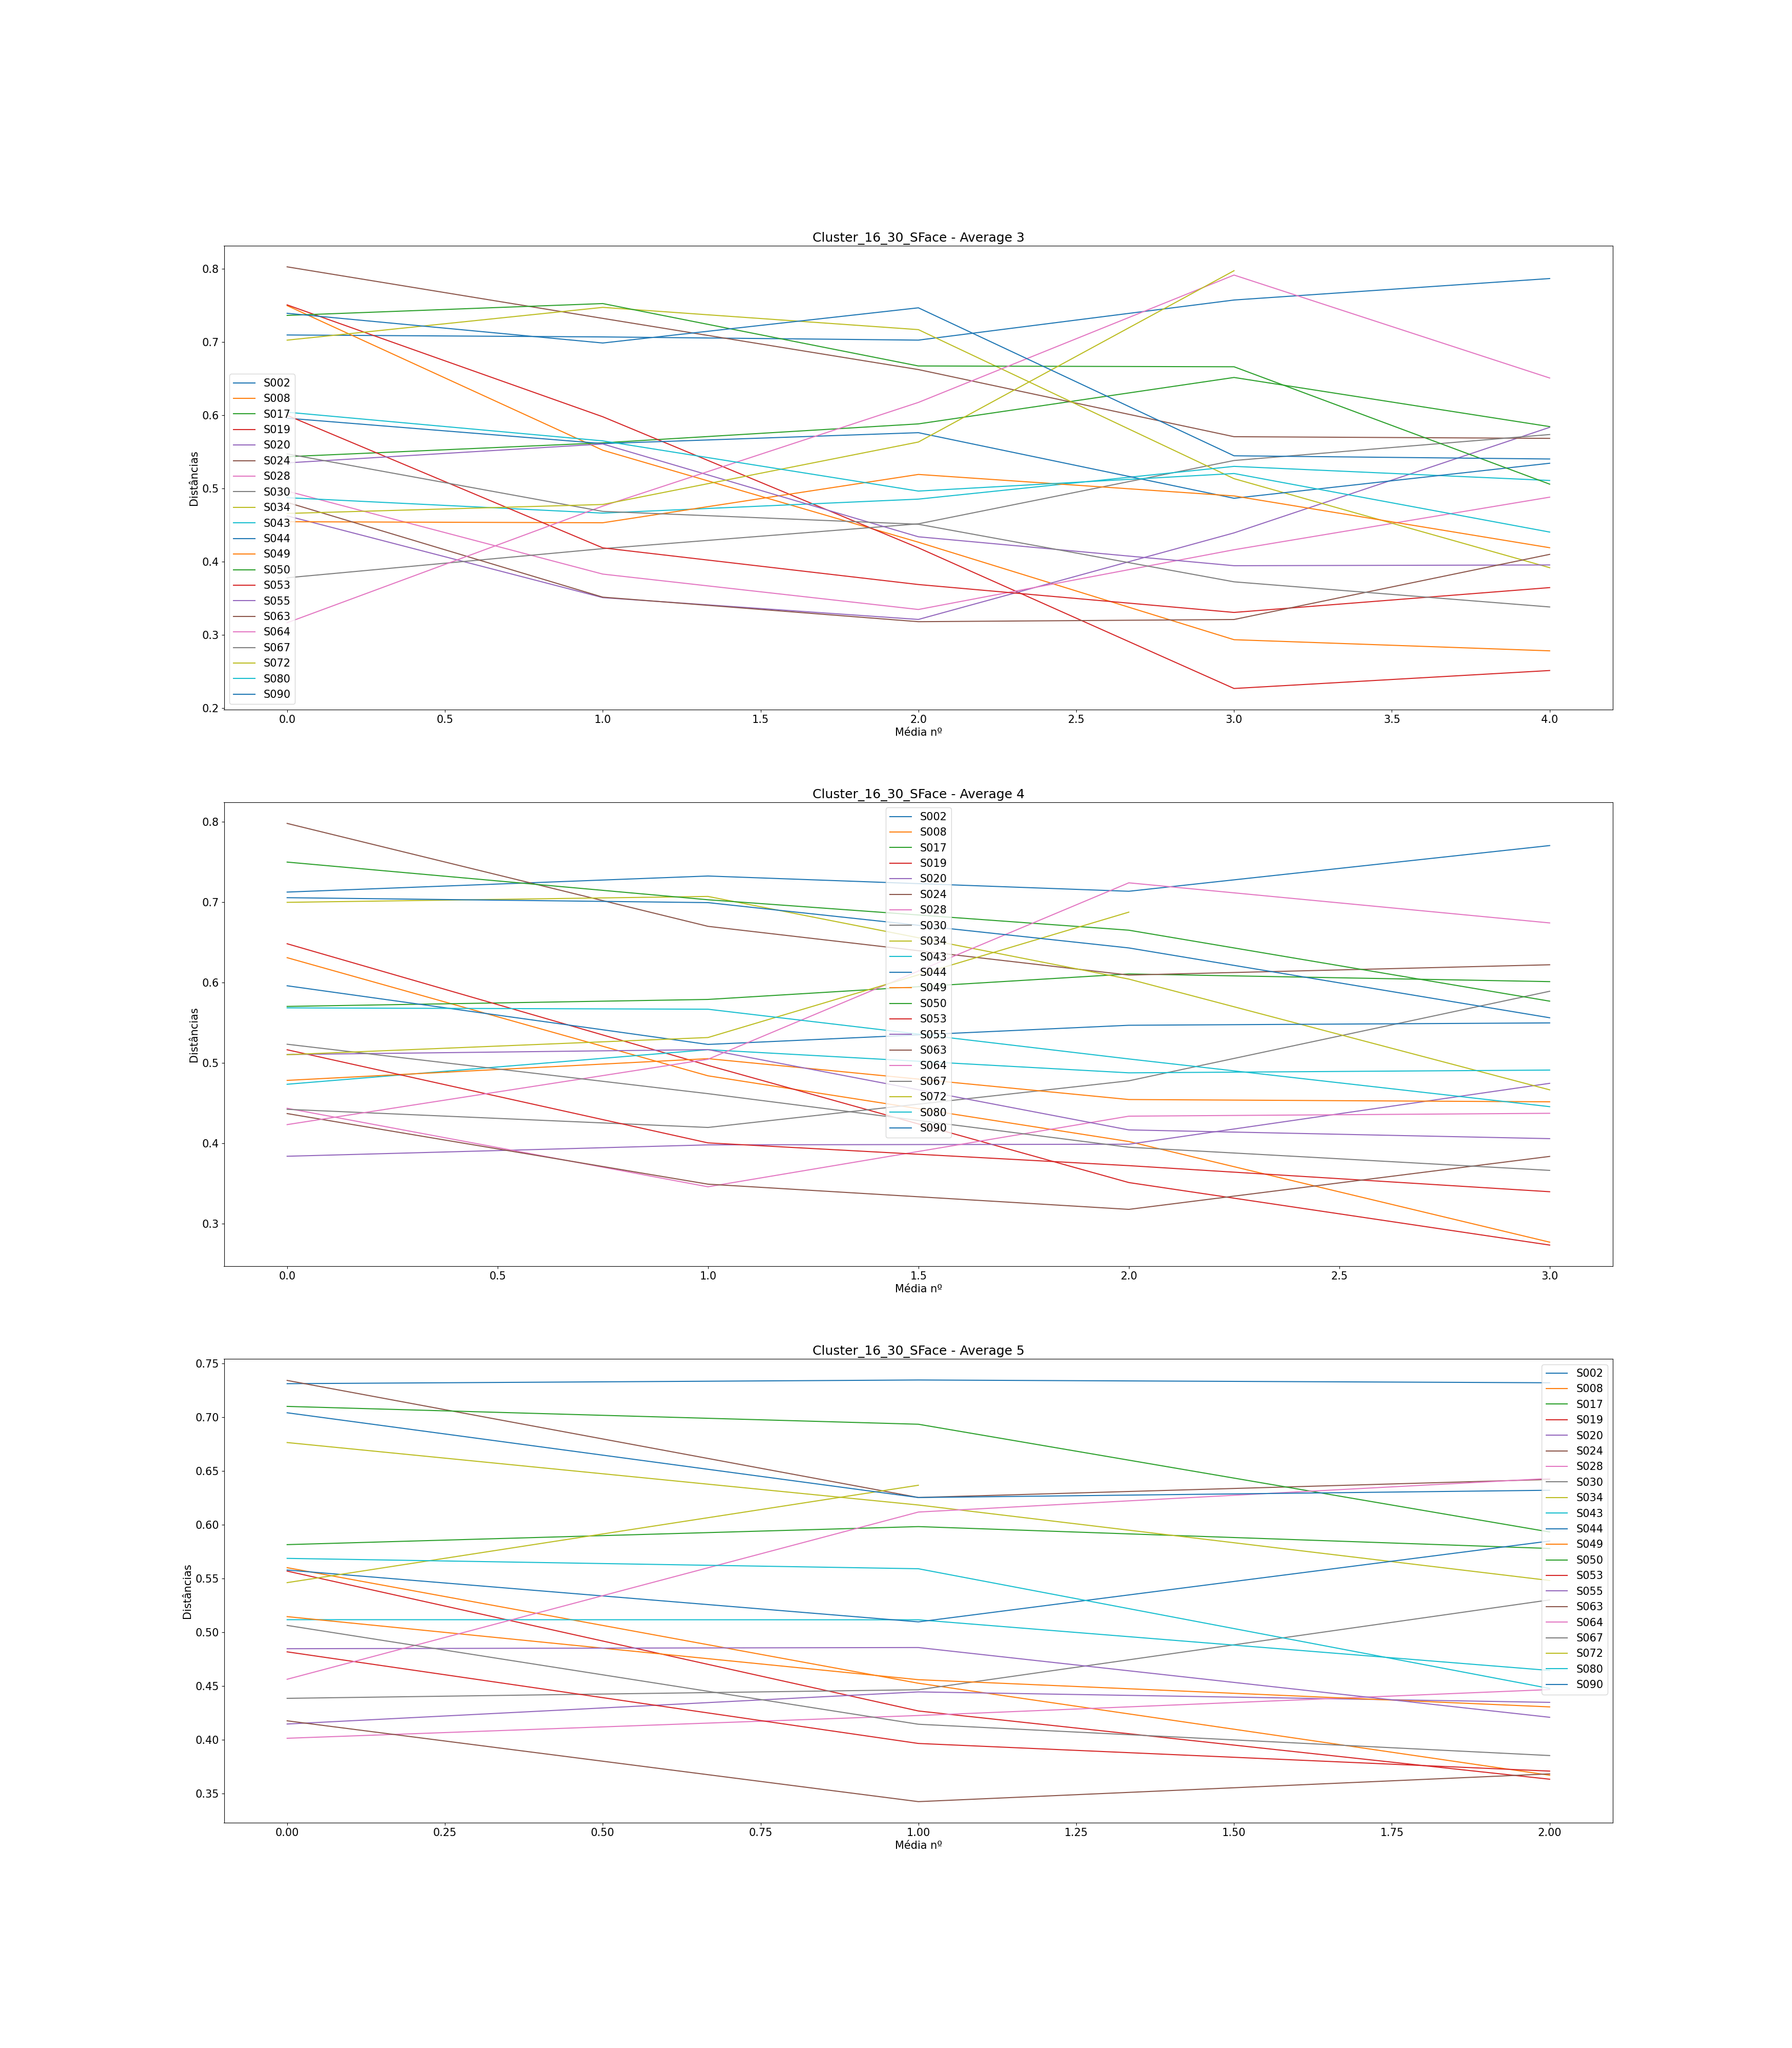 Cluster_16_30_SFace - Average 3
0.8
0.7
0.6
0.5
0.4
0.3
0.2
Distâncias
S002
S008
S017
S019
S020
S024
S028
S030
S034
S043
S044
S049
S050
S053
S055
S063
S064
S067
S072
S080
S090
0.0 0.5 1.0 1.5 2.0 2.5 3.0 3.5 4.0
Média nº
Cluster_16_30_SFace - Average 4
0.8
0.7
0.6
0.5
0.4
0.3
Distâncias
S002
S008
S017
S019
S020
S024
S028
S030
S034
S043
S044
S049
S050
S053
S055
S063
S064
S067
S072
S080
S090
0.0 0.5 1.0 1.5 2.0 2.5 3.0
Média nº
Cluster_16_30_SFace - Average 5
0.75
0.70
0.65
0.60
0.55
0.50
0.45
0.40
0.35
Distâncias
S002
S008
S017
S019
S020
S024
S028
S030
S034
S043
S044
S049
S050
S053
S055
S063
S064
S067
S072
S080
S090
0.00 0.25 0.50 0.75 1.00 1.25 1.50 1.75 2.00
Média nº